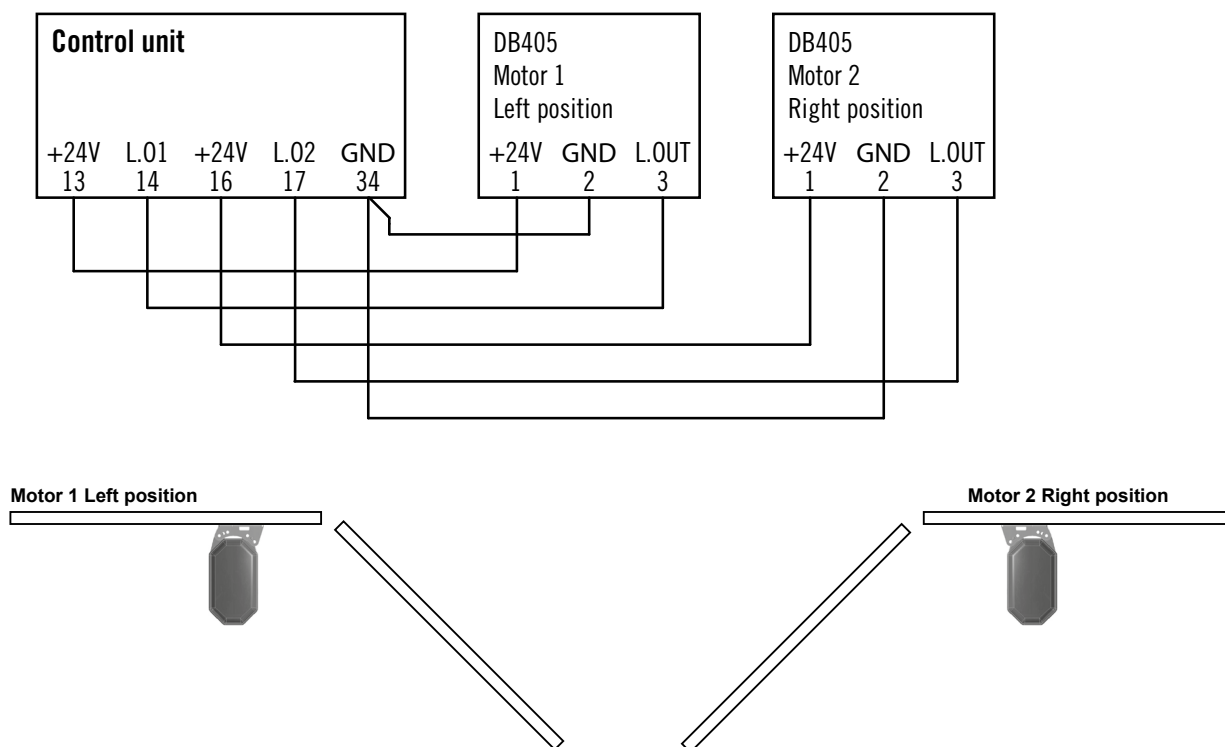 Control unit
+24V L.01 +24V L.02 GND
13 14 16 17 34
DB405
Motor 1
Left position
+24V GND L.OUT
1 2 3
DB405
Motor 2
Right position
+24V GND L.OUT
1 2 3
Motor 1 Left position
Motor 2 Right position